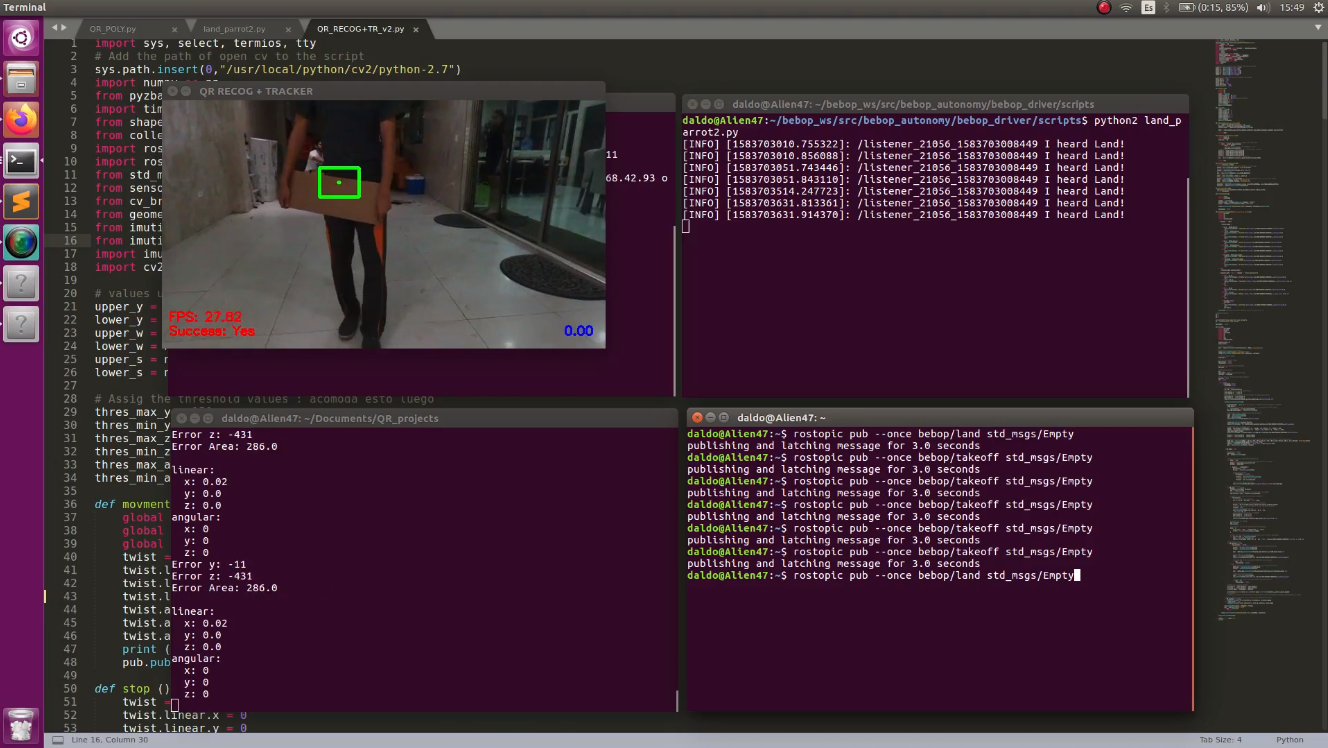 Terminal
Es
(0:15, 85%)
15:49
QR_POLY.py
land_parrot2.py
QR_RECOG+TR_v2.py
1 import sys, select, termios, tty
2 # Add the path of open cv to the script
3 sys.path.insert(0,"/usr/local/python/cv2/python-2.7")
4 import
5 from pyzba
6 import tim
7 from shape
8 from colle
9 import ros
10 from ros
11 from std_m
12 from senso
13 from cv_br
14 from geome
15 from imuti
16 from imuti
17 import imu
18 import cv2
19
20 # values u
21 upper_y =
22 lower_y =
23 upper_w =
24 lower_w =
25 upper_s =
26 lower_s =
27
28 # Assig the threshold values : acomoda esto luego
29 thres_max_y
30 thres_min_y
31 thres_max_z
32 thres_min_z
33 thres_max_a
34 thres_min_a
35
36 def movment
37 global
38 global
39 global
40 twist =
41 twist.l
42 twist.l
43 twist.l
44 twist.a
45 twist.a
46 twist.a
47 print (
48 pub.pub
49
50 def stop ()
51 twist =
52 twist.linear.x = 0
53 twist.linear.y = 0
QR RECOG + TRACKER
FPS: 27.82
Success: Yes
0.00
11
68.42.93 o
daldo@Alien47: ~/bebop_ws/src/bebop_autonomy/bebop_driver/scripts
daldo@Alien47:~/bebop_ws/src/bebop_autonomy/bebop_driver/scripts$ python2 land_p
arrot2.py
[INFO] [1583703010.755322]: /listener_21056_1583703008449 I heard Land!
[INFO] [1583703010.856088]: /listener_21056_1583703008449 I heard Land!
[INFO] [1583703051.743446]: /listener_21056_1583703008449 I heard Land!
[INFO] [1583703051.843110]: /listener_21056_1583703008449 I heard Land!
[INFO] [1583703514.247723]: /listener_21056_1583703008449 I heard Land!
[INFO] [1583703631.813361]: /listener_21056_1583703008449 I heard Land!
[INFO] [1583703631.914370]: /listener_21056_1583703008449 I heard Land!
daldo@Alien47: ~/Documents/QR_projects
Error z: -431
Error Area: 286.0
linear:
x: 0.02
y: 0.0
z: 0.0
angular:
x: 0
y: 0
z: 0
Error y: -11
Error z: -431
Error Area: 286.0
linear:
x: 0.02
y: 0.0
z: 0.0
angular:
x: 0
y: 0
z: 0
daldo@Alien47: ~
daldo@Alien47:~$ rostopic pub --once bebop/land std_msgs/Empty
publishing and latching message for 3.0 seconds
daldo@Alien47:~$ rostopic pub --once bebop/takeoff std_msgs/Empty
publishing and latching message for 3.0 seconds
daldo@Alien47:~$ rostopic pub --once bebop/takeoff std_msgs/Empty
publishing and latching message for 3.0 seconds
daldo@Alien47:~$ rostopic pub --once bebop/takeoff std_msgs/Empty
publishing and latching message for 3.0 seconds
daldo@Alien47:~$ rostopic pub --once bebop/takeoff std_msgs/Empty
publishing and latching message for 3.0 seconds
daldo@Alien47:~$ rostopic pub --once bebop/takeoff std_msgs/Empty
publishing and latching message for 3.0 seconds
daldo@Alien47:~$ rostopic pub --once bebop/land std_msgs/Empty
Line 16, Column 30
Tab Size: 4
Python